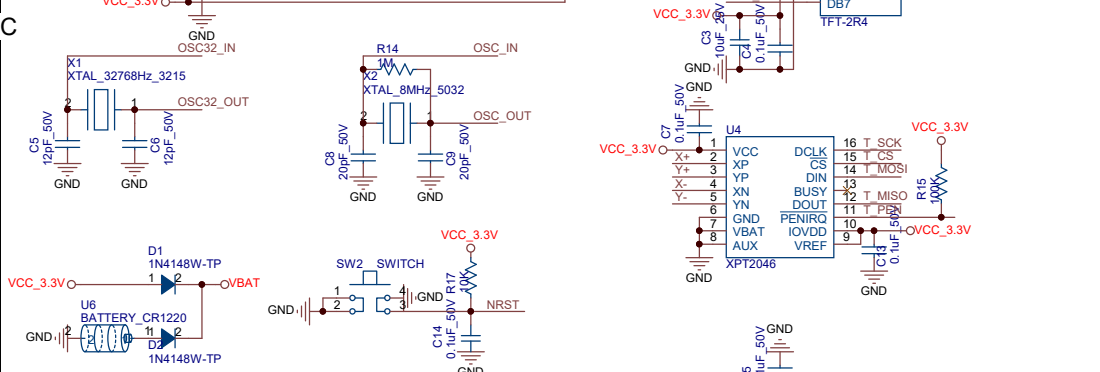 VCC_3.3V
GND
C
OSC32_IN
X1
XTAL_32768Hz_3215
2
1
OSC32_OUT
C5
12pF_50V
C6
12pF_50V
GND
GND
R14
1M
OSC_IN
X2
XTAL_8MHz_5032
2
1
OSC_OUT
C8
20pF_50V
C9
20pF_50V
GND
GND
DB7
TFT-2R4
VCC_3.3V
C3
10uF_25V
C4
0.1uF_50V
GND
GND
C7
0.1uF_50V
VCC_3.3V
U4
X+
Y+
X-
Y-
1
2
3
4
5
6
7
8
VCC
XP
YP
XN
YN
GND
VBAT
AUX
DCLK
CS
DIN
BUSY
DOUT
PENIRQ
IOVDD
VREF
16
15
14
13
12
11
10
9
T_SCK
T_CS
T_MOSI
T_MISO
T_PEN
XPT2046
GND
VCC_3.3V
R15
100K
VCC_3.3V
C13
0.1uF_50V
GND
D1
1N4148W-TP
VCC_3.3V
1
2
VBAT
U6
BATTERY_CR1220
GND
2
2
1
1
2
D2
1N4148W-TP
SW2
SWITCH
GND
1
2
4
3
GND
VCC_3.3V
R17
10K
NRST
C14
0.1uF_50V
GND
GND